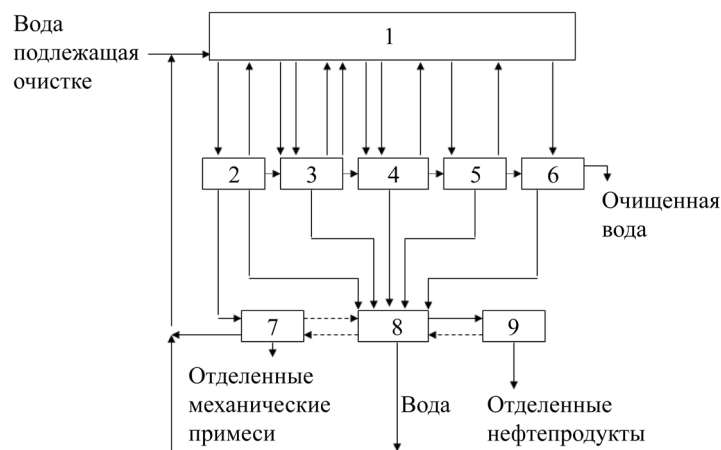 Вода
подлежащая
очистке
1
2
3
4
5
6
Очищенная
вода
7
8
9
Отделенные
механические
примеси
Вода
Отделенные
нефтепродукты